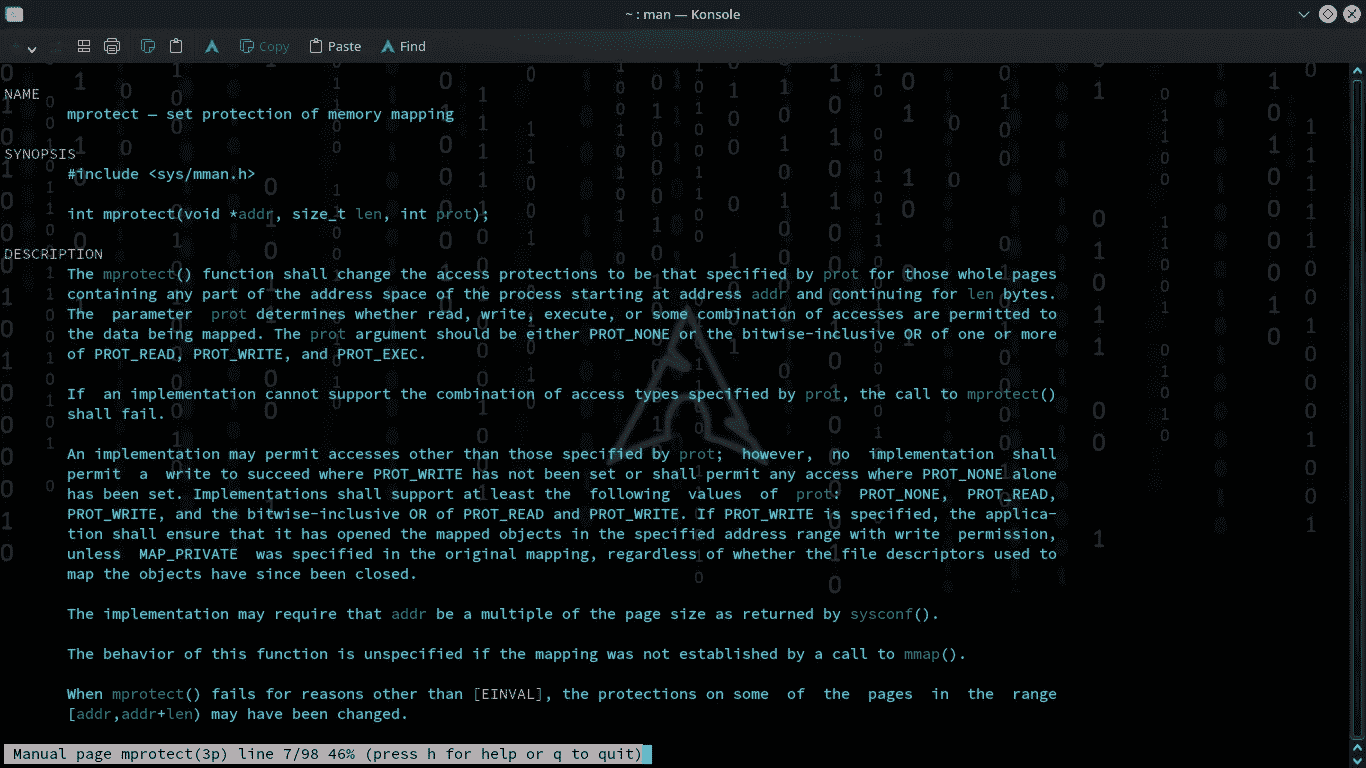 ~ : man — Konsole
Copy Paste Find
NAME
mprotect — set protection of memory mapping
SYNOPSIS
#include <sys/mman.h>
int mprotect(void *addr, size_t len, int prot);
DESCRIPTION
The mprotect() function shall change the access protections to be that specified by prot for those whole pages
containing any part of the address space of the process starting at address addr and continuing for len bytes.
The parameter prot determines whether read, write, execute, or some combination of accesses are permitted to
the data being mapped. The prot argument should be either PROT_NONE or the bitwise-inclusive OR of one or more
of PROT_READ, PROT_WRITE, and PROT_EXEC.
If an implementation cannot support the combination of access types specified by prot, the call to mprotect()
shall fail.
An implementation may permit accesses other than those specified by prot; however, no implementation shall
permit a write to succeed where PROT_WRITE has not been set or shall permit any access where PROT_NONE alone
has been set. Implementations shall support at least the following values of prot: PROT_NONE, PROT_READ,
PROT_WRITE, and the bitwise-inclusive OR of PROT_READ and PROT_WRITE. If PROT_WRITE is specified, the applica-
tion shall ensure that it has opened the mapped objects in the specified address range with write permission,
unless MAP_PRIVATE was specified in the original mapping, regardless of whether the file descriptors used to
map the objects have since been closed.
The implementation may require that addr be a multiple of the page size as returned by sysconf().
The behavior of this function is unspecified if the mapping was not established by a call to mmap().
When mprotect() fails for reasons other than [EINVAL], the protections on some of the pages in the range
[addr,addr+len) may have been changed.
Manual page mprotect(3p) line 7/98 46% (press h for help or q to quit)